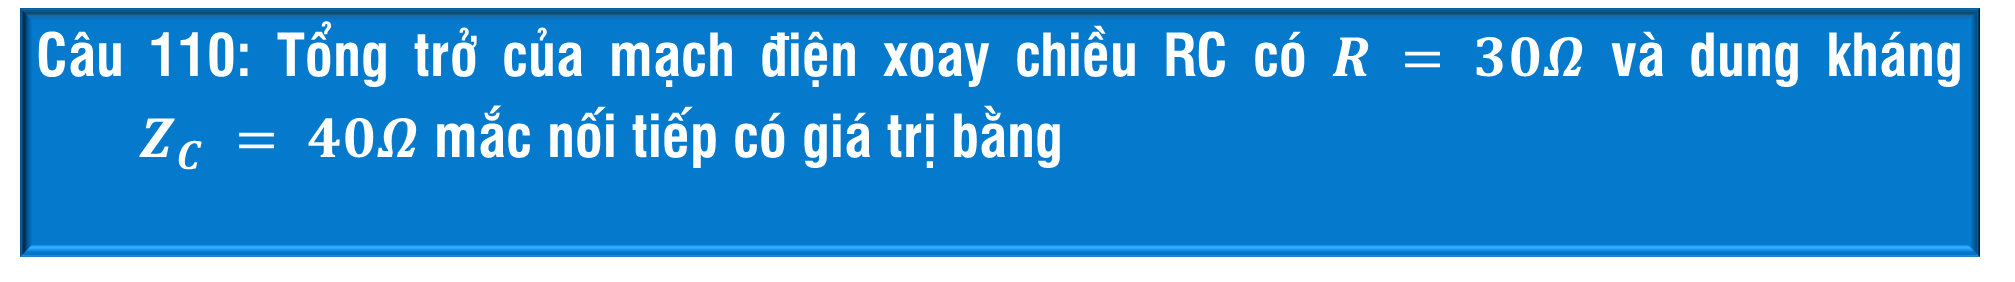 Câu 110: Tổng trở của mạch điện xoay chiều RC có R = 30Ω và dung kháng
Z_C = 40Ω mắc nối tiếp có giá trị bằng